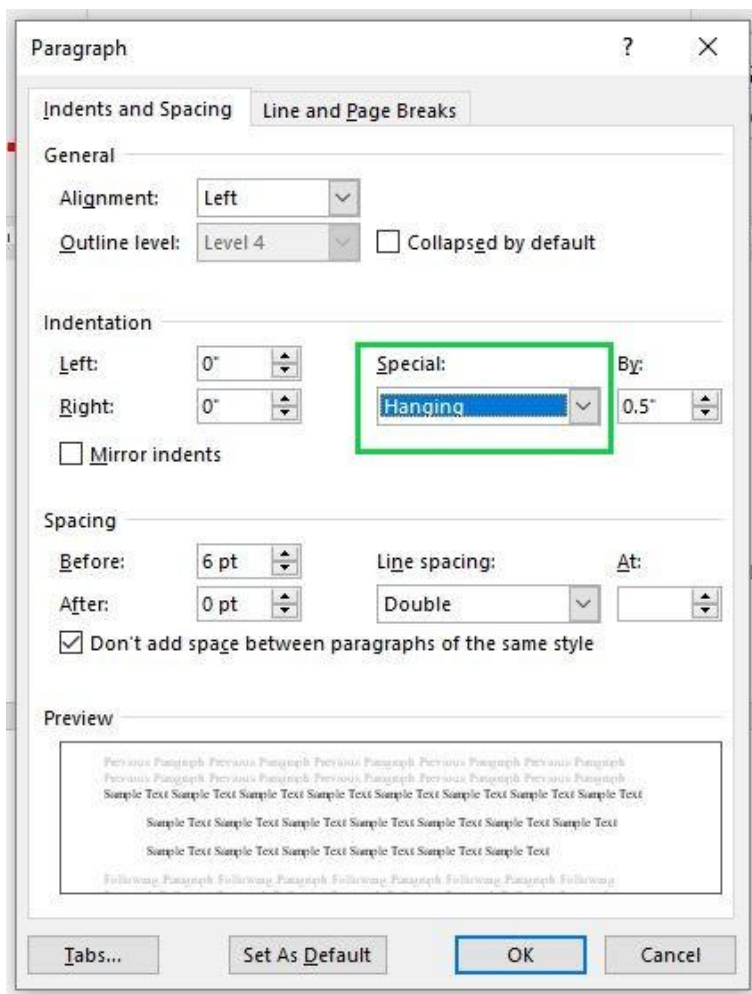 Paragraph ? ×
Indents and Spacing Line and Page Breaks
General
Alignment: Left
Outline level: Level 4 Collapsed by default
Indentation
Left: 0" Special: By:
Right: 0" Hanging 0.5"
Mirror indents
Spacing
Before: 6 pt Line spacing: At:
After: 0 pt Double
Don't add space between paragraphs of the same style
Preview
Previous Paragraph Previous Paragraph Previous Paragraph Previous Paragraph Previous Paragraph
Previous Paragraph Previous Paragraph Previous Paragraph Previous Paragraph Previous Paragraph
Sample Text Sample Text Sample Text Sample Text Sample Text Sample Text Sample Text Sample Text
Sample Text Sample Text Sample Text Sample Text Sample Text Sample Text Sample Text
Sample Text Sample Text Sample Text Sample Text Sample Text Sample Text
Following Paragraph Following Paragraph Following Paragraph Following Paragraph Following
Tabs... Set As Default OK Cancel